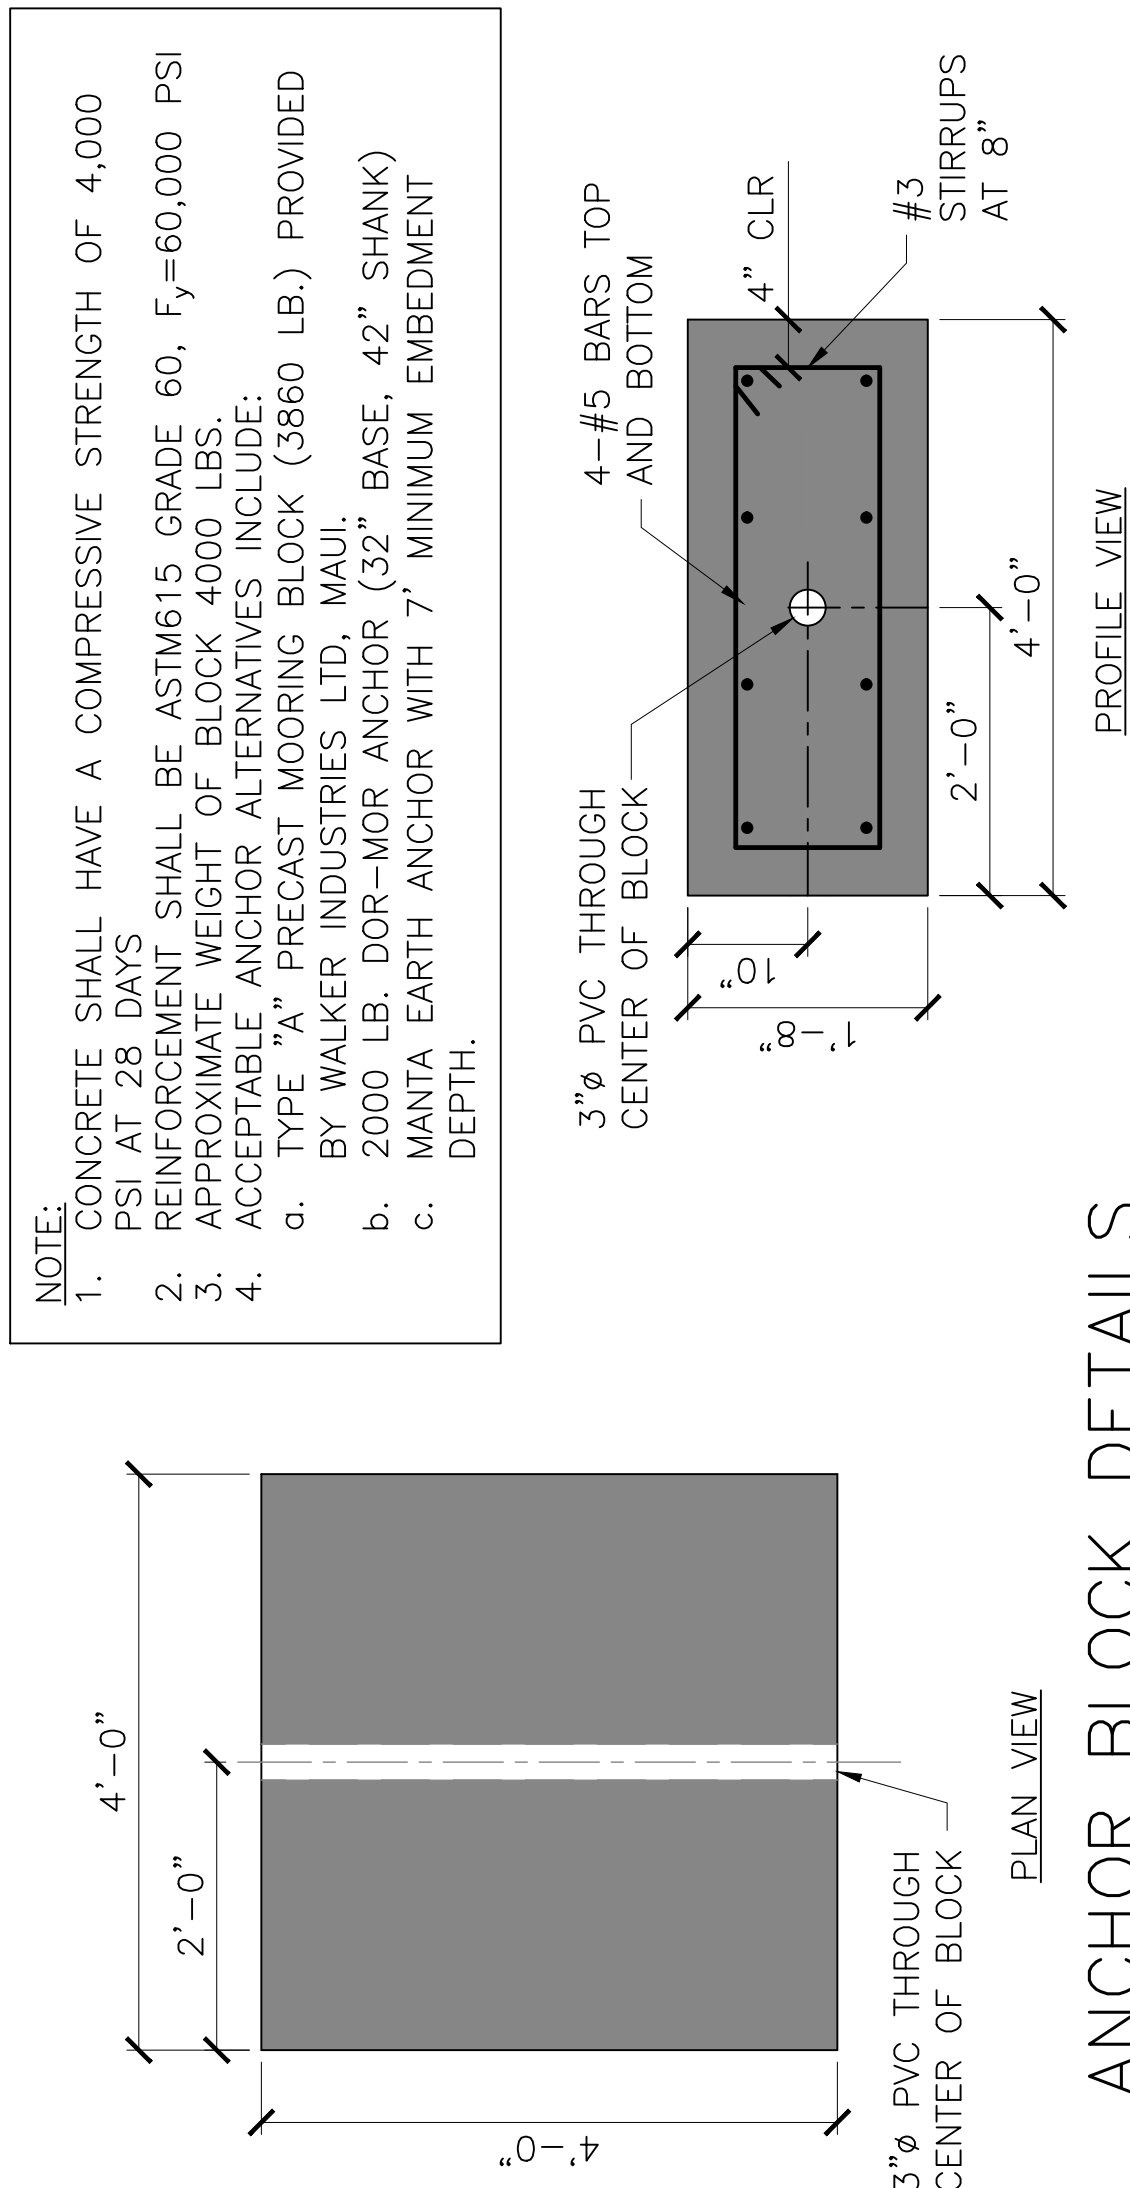 NOTE:
1. CONCRETE SHALL HAVE A COMPRESSIVE STRENGTH OF 4,000
PSI AT 28 DAYS
2. REINFORCEMENT SHALL BE ASTM615 GRADE 60, Fy=60,000 PSI
3. APPROXIMATE WEIGHT OF BLOCK 4000 LBS.
4. ACCEPTABLE ANCHOR ALTERNATIVES INCLUDE:
a. TYPE "A" PRECAST MOORING BLOCK (3860 LB.) PROVIDED
BY WALKER INDUSTRIES LTD, MAUI.
b. 2000 LB. DOR-MOR ANCHOR (32" BASE, 42" SHANK)
c. MANTA EARTH ANCHOR WITH 7' MINIMUM EMBEDMENT
DEPTH.
4'-0"
2'-0"
4'-0"
3"ø PVC THROUGH
CENTER OF BLOCK
PLAN VIEW
3"ø PVC THROUGH
CENTER OF BLOCK
4-#5 BARS TOP
AND BOTTOM
4" CLR
#3
STIRRUPS
AT 8"
10"
1'-8"
2'-0"
4'-0"
PROFILE VIEW
ANCHOR BLOCK DETAILS